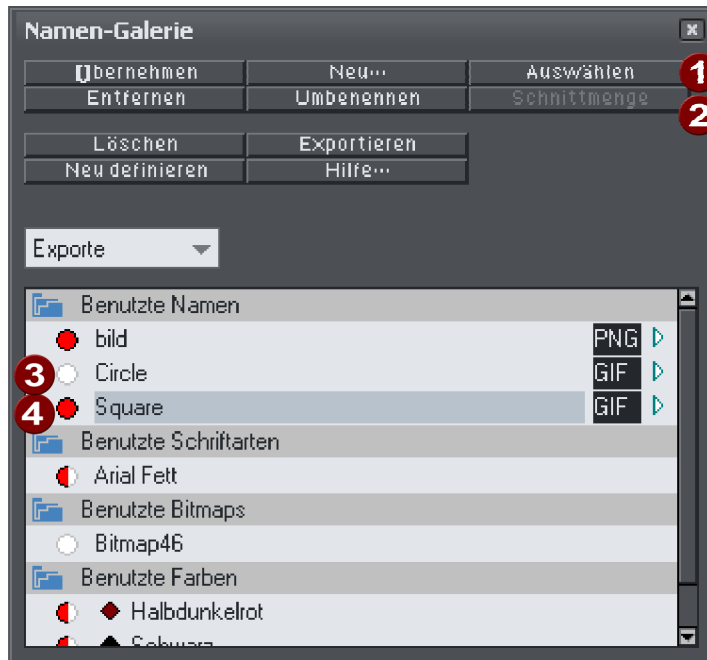 Namen-Galerie
Übernehmen Neu... Auswählen 1
Entfernen Umbenennen Schnittmenge 2
Löschen Exportieren
Neu definieren Hilfe...
Exporte
Benutzte Namen
bild PNG
3 Circle GIF
4 Square GIF
Benutzte Schriftarten
Arial Fett
Benutzte Bitmaps
Bitmap46
Benutzte Farben
Halbdunkelrot
Schwarz